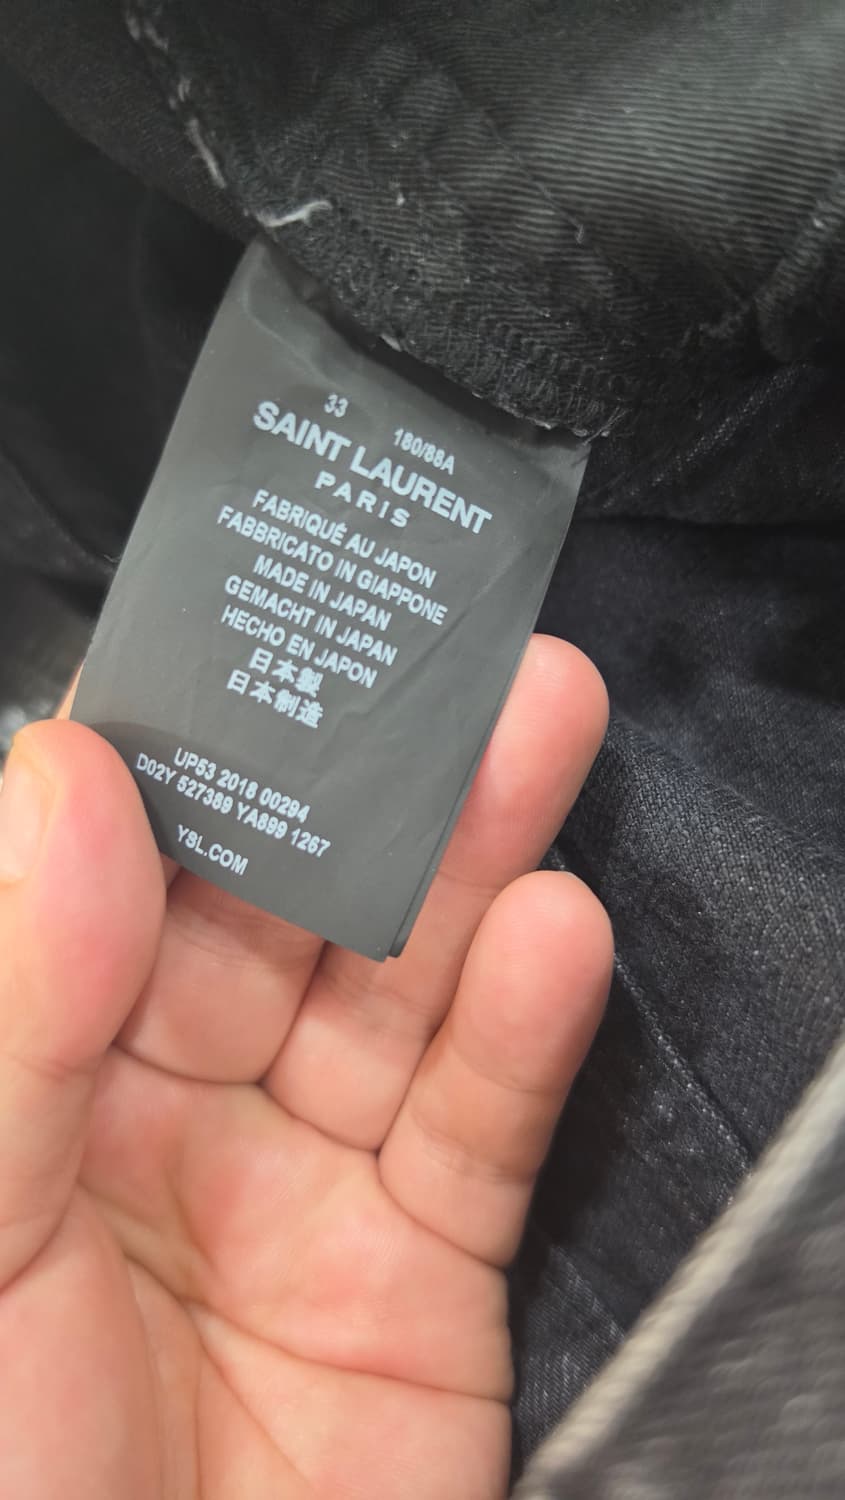 33
180/88A
SAINT LAURENT
PARIS
FABRIQUÉ AU JAPON
FABBRICATO IN GIAPPONE
MADE IN JAPAN
GEMACHT IN JAPAN
HECHO EN JAPON
日本製
日本制造
UP53 2018 00294
D02Y 527389 YA899 1267
YSL.COM